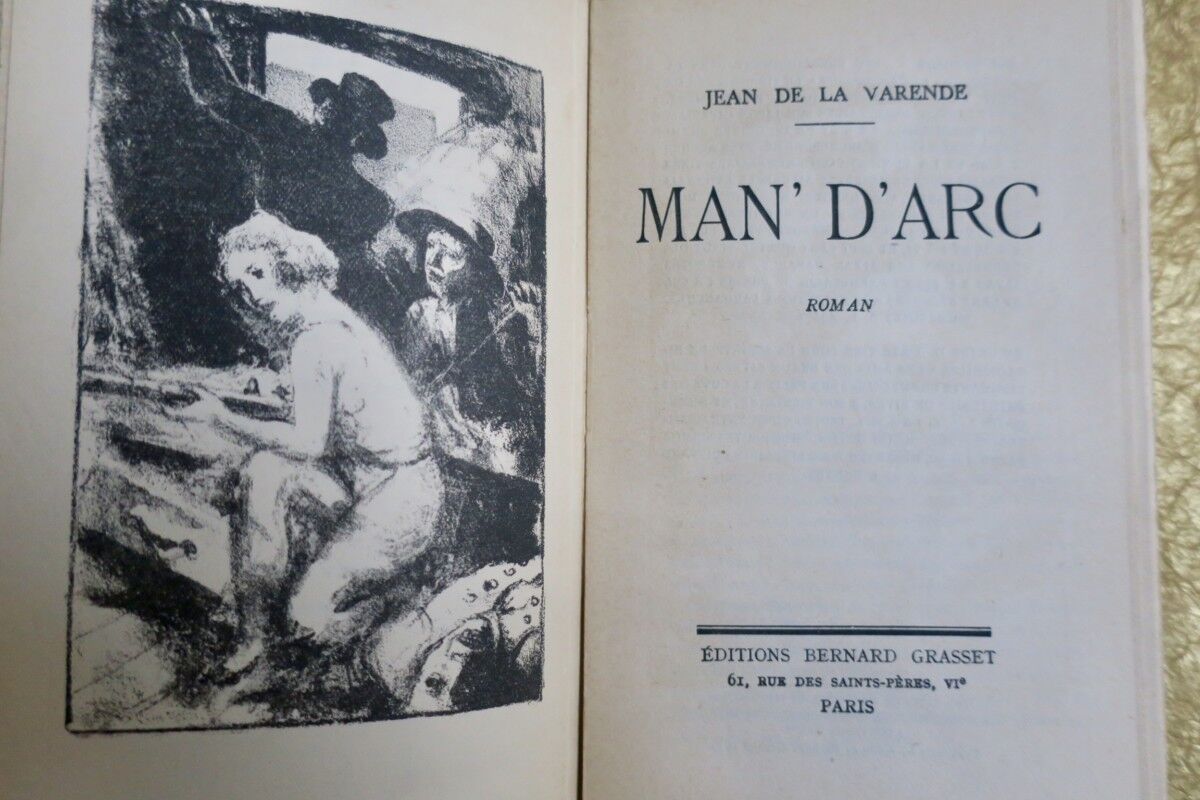 JEAN DE LA VARENDE
MAN' D'ARC
ROMAN
ÉDITIONS BERNARD GRASSET
61, RUE DES SAINTS-PÈRES, VIe
PARIS